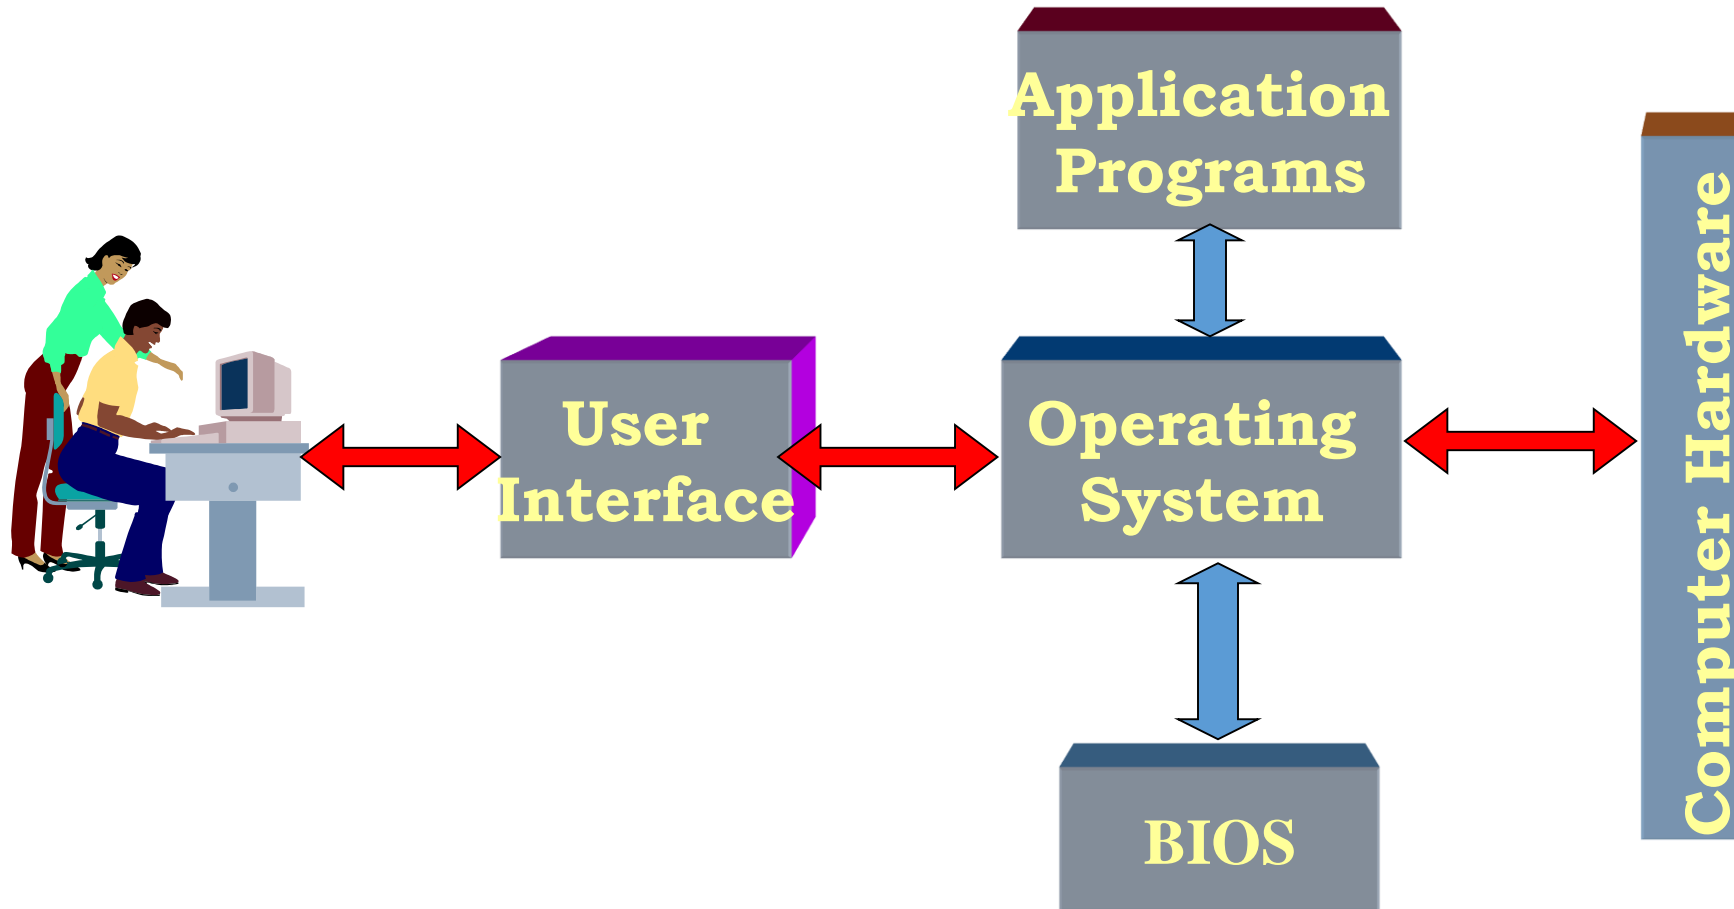 Application
Programs
User
Interface
Operating
System
Computer Hardware
BIOS